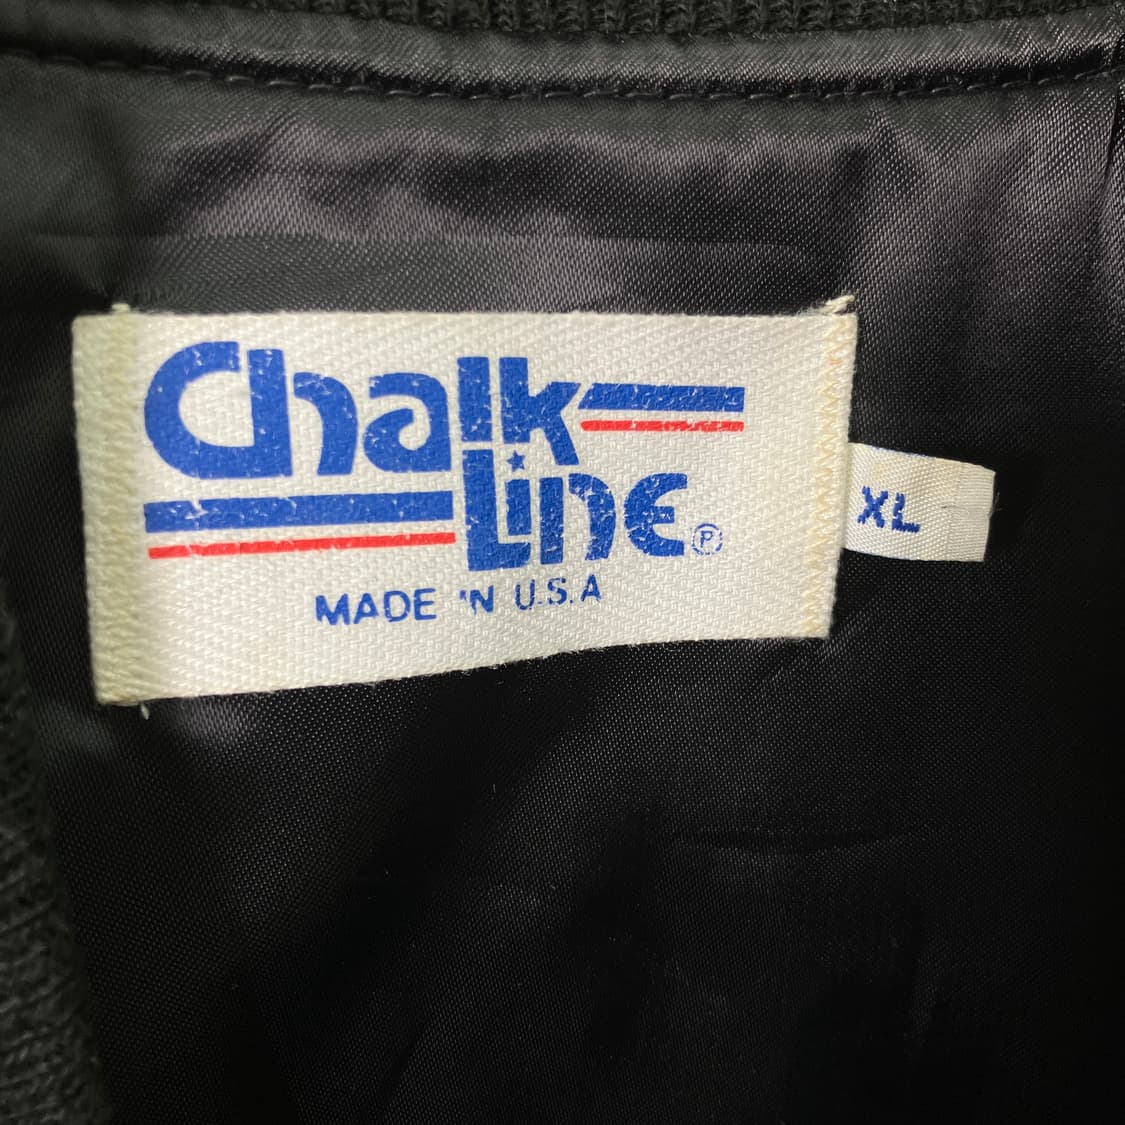 Chalk
Line ℗
MADE IN U.S.A
XL